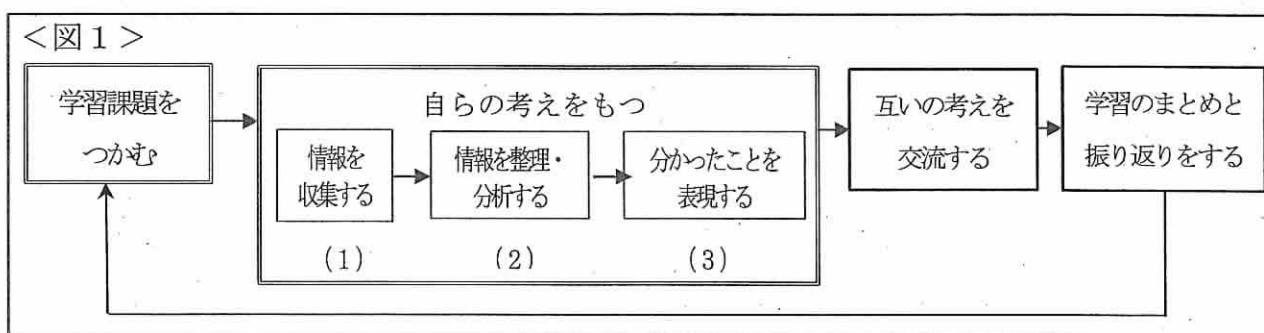 <図1>
学習課題を
つかむ
自らの考えをもつ
情報を
収集する
(1)
情報を整理・
分析する
(2)
分かったことを
表現する
(3)
互いの考えを
交流する
学習のまとめと
振り返りをする